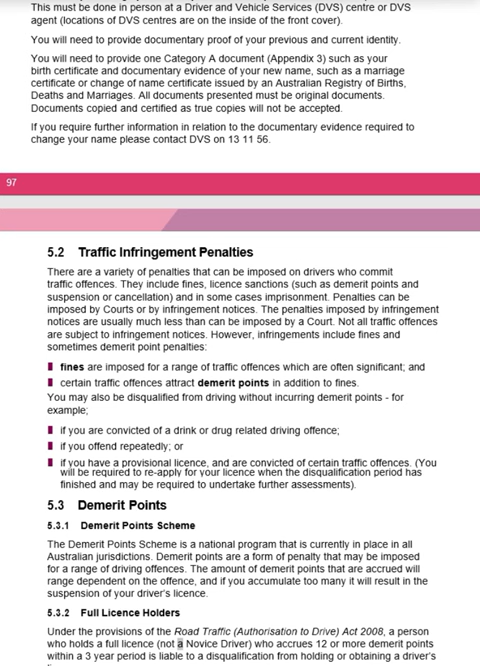 This must be done in person at a Driver and Vehicle Services (DVS) centre or DVS
agent (locations of DVS centres are on the inside of the front cover).
You will need to provide documentary proof of your previous and current identity.
You will need to provide one Category A document (Appendix 3) such as your
birth certificate and documentary evidence of your new name, such as a marriage
certificate or change of name certificate issued by an Australian Registry of Births,
Deaths and Marriages. All documents presented must be original documents.
Documents copied and certified as true copies will not be accepted.
If you require further information in relation to the documentary evidence required to
change your name please contact DVS on 13 11 56.
97
5.2 Traffic Infringement Penalties
There are a variety of penalties that can be imposed on drivers who commit
traffic offences. They include fines, licence sanctions (such as demerit points and
suspension or cancellation) and in some cases imprisonment. Penalties can be
imposed by Courts or by infringement notices. The penalties imposed by infringement
notices are usually much less than can be imposed by a Court. Not all traffic offences
are subject to infringement notices. However, infringements include fines and
sometimes demerit point penalties:
fines are imposed for a range of traffic offences which are often significant; and
certain traffic offences attract demerit points in addition to fines.
You may also be disqualified from driving without incurring demerit points - for
example;
if you are convicted of a drink or drug related driving offence;
if you offend repeatedly; or
if you have a provisional licence, and are convicted of certain traffic offences. (You
will be required to re-apply for your licence when the disqualification period has
finished and may be required to undertake further assessments).
5.3 Demerit Points
5.3.1 Demerit Points Scheme
The Demerit Points Scheme is a national program that is currently in place in all
Australian jurisdictions. Demerit points are a form of penalty that may be imposed
for a range of driving offences. The amount of demerit points that are accrued will
range dependent on the offence, and if you accumulate too many it will result in the
suspension of your driver's licence.
5.3.2 Full Licence Holders
Under the provisions of the Road Traffic (Authorisation to Drive) Act 2008, a person
who holds a full licence (not a Novice Driver) who accrues 12 or more demerit points
within a 3 year period is liable to a disqualification from holding or obtaining a driver's